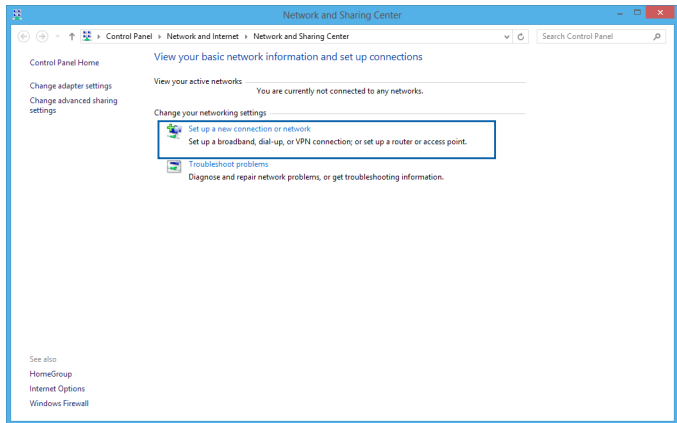 Network and Sharing Center
Control Panel Network and Internet Network and Sharing Center
Search Control Panel
Control Panel Home
Change adapter settings
Change advanced sharing
settings
View your basic network information and set up connections
View your active networks
You are currently not connected to any networks.
Change your networking settings
Set up a new connection or network
Set up a broadband, dial-up, or VPN connection; or set up a router or access point.
Troubleshoot problems
Diagnose and repair network problems, or get troubleshooting information.
See also
HomeGroup
Internet Options
Windows Firewall